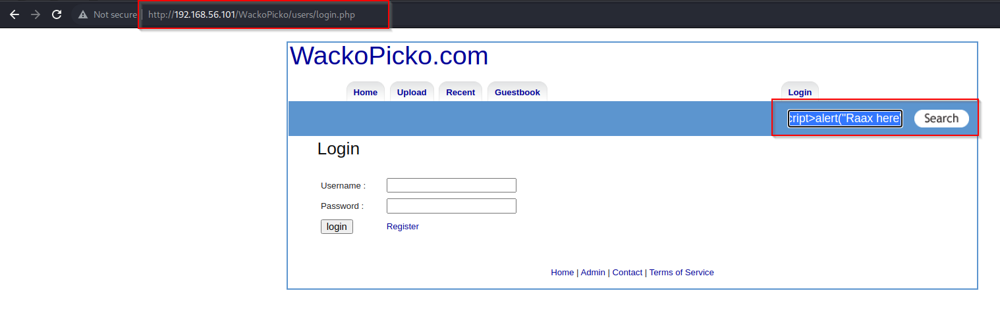 Not secure http://192.168.56.101/WackoPicko/users/login.php
WackoPicko.com
Home Upload Recent Guestbook Login
cript>alert("Raax here" Search
Login
Username :
Password :
login Register
Home | Admin | Contact | Terms of Service